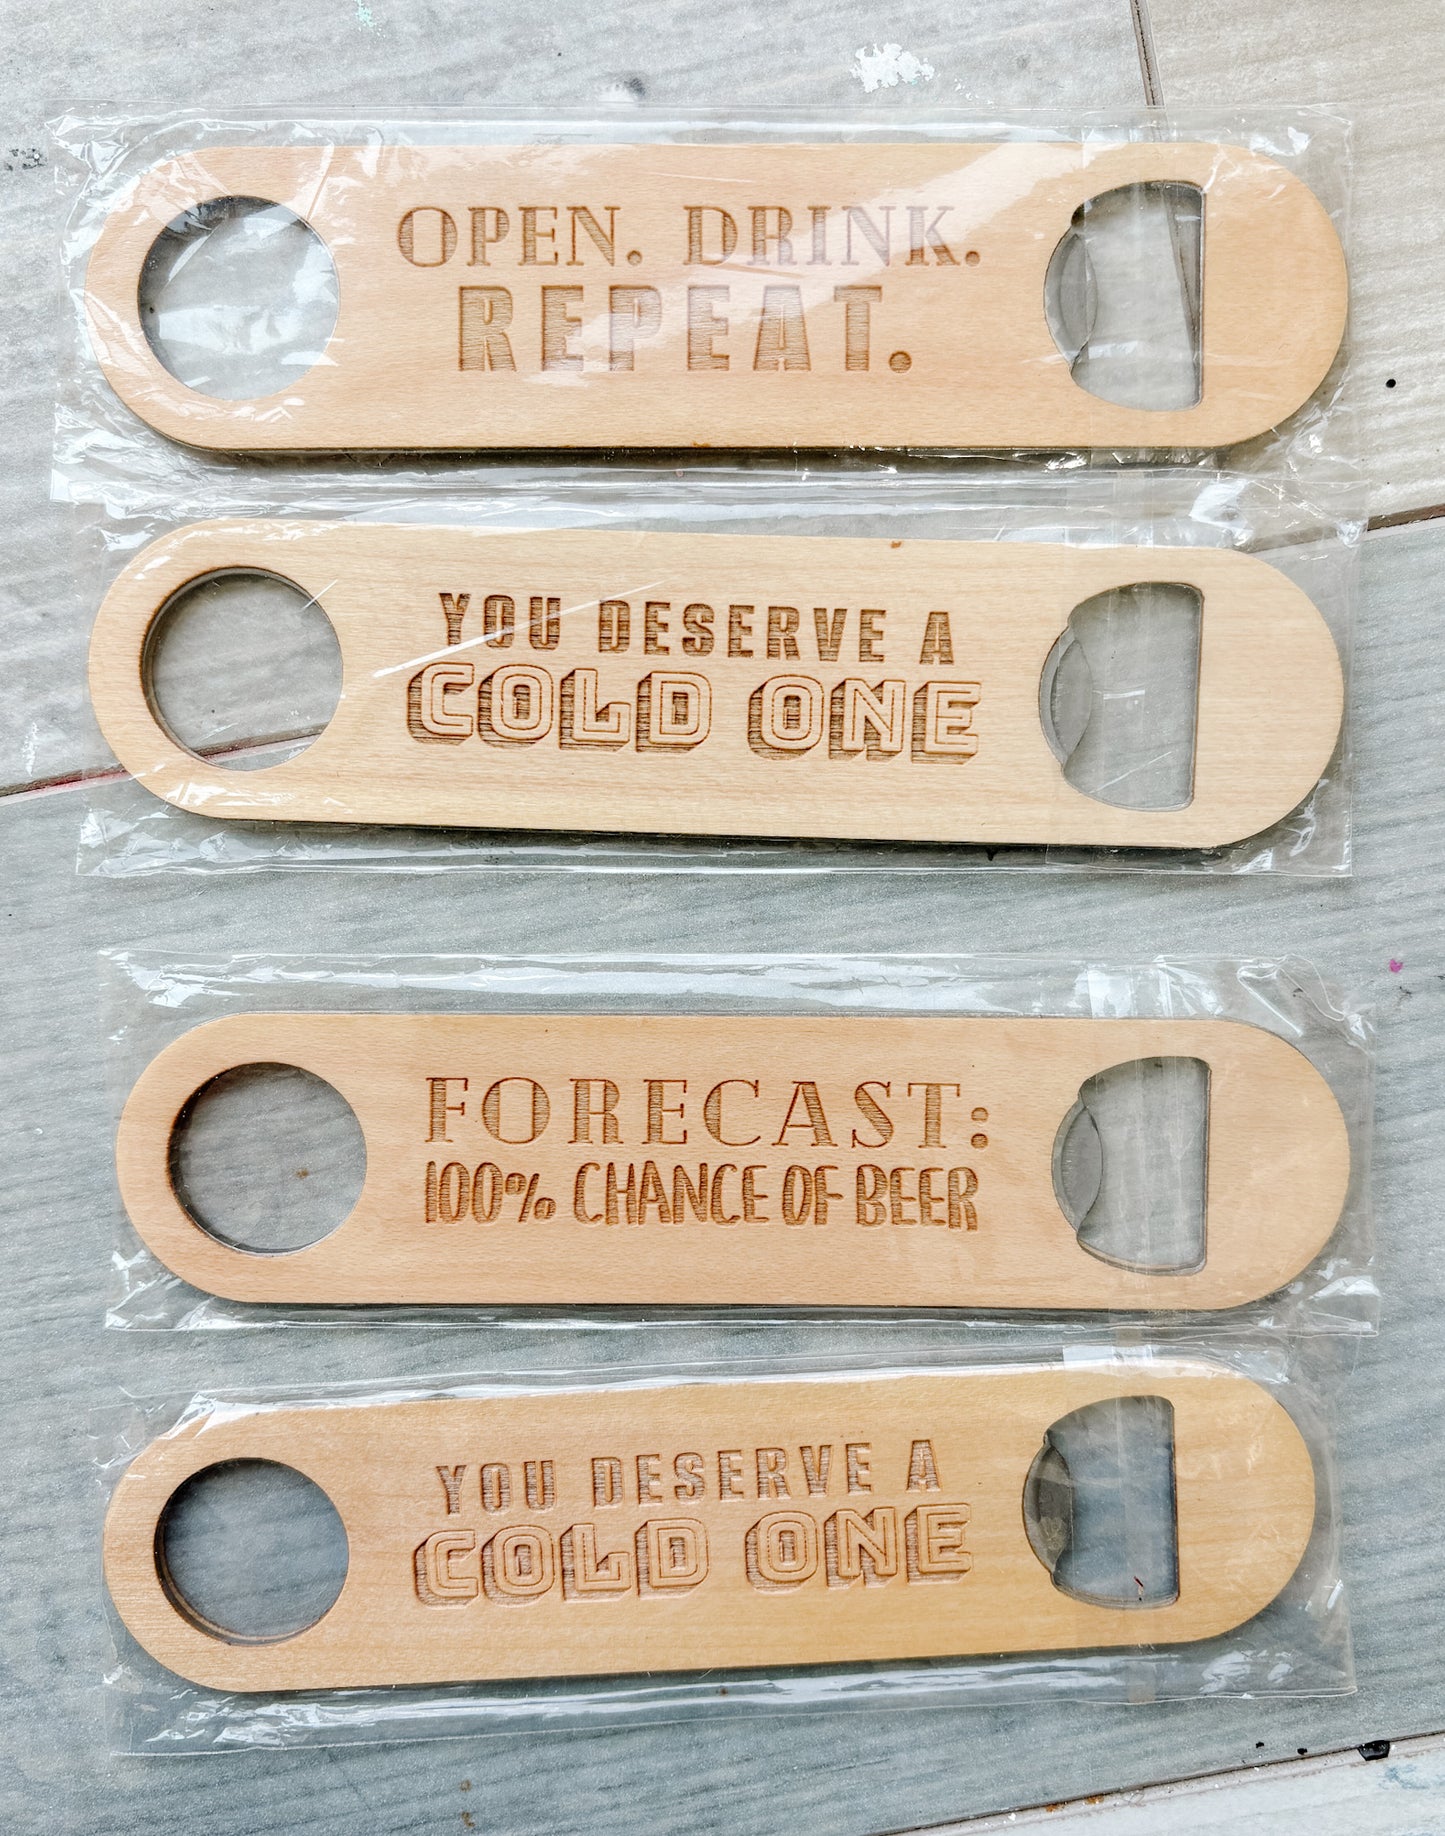 OPEN. DRINK.
REPEAT.
YOU DESERVE A
COLD ONE
FORECAST:
100% CHANCE OF BEER
YOU DESERVE A
COLD ONE